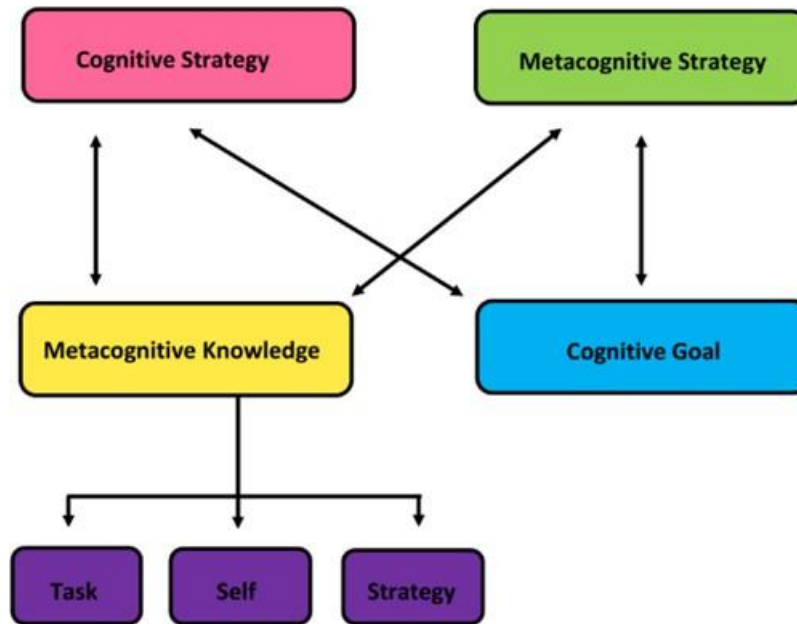 Cognitive Strategy
Metacognitive Strategy
Metacognitive Knowledge
Cognitive Goal
Task
Self
Strategy